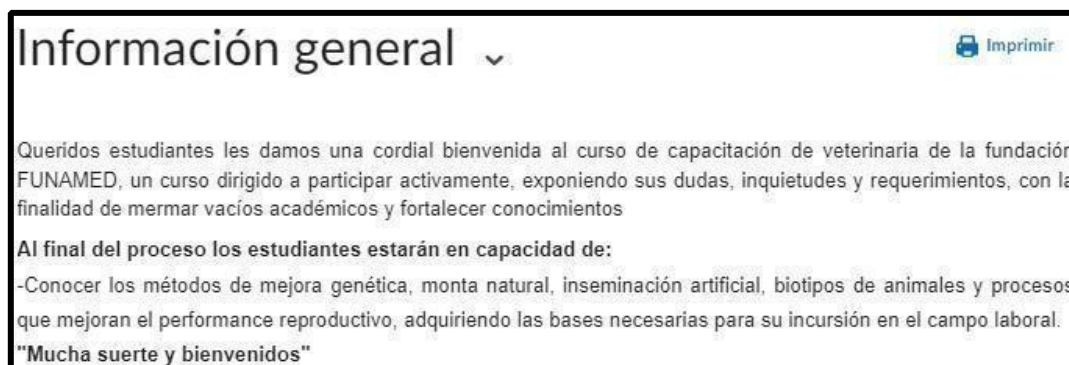 Información general
Imprimir
Queridos estudiantes les damos una cordial bienvenida al curso de capacitación de veterinaria de la fundación
FUNAMED, un curso dirigido a participar activamente, exponiendo sus dudas, inquietudes y requerimientos, con la
finalidad de mermar vacíos académicos y fortalecer conocimientos
Al final del proceso los estudiantes estarán en capacidad de:
-Conocer los métodos de mejora genética, monta natural, inseminación artificial, biotipos de animales y procesos
que mejoran el performance reproductivo, adquiriendo las bases necesarias para su incursión en el campo laboral.
"Mucha suerte y bienvenidos"